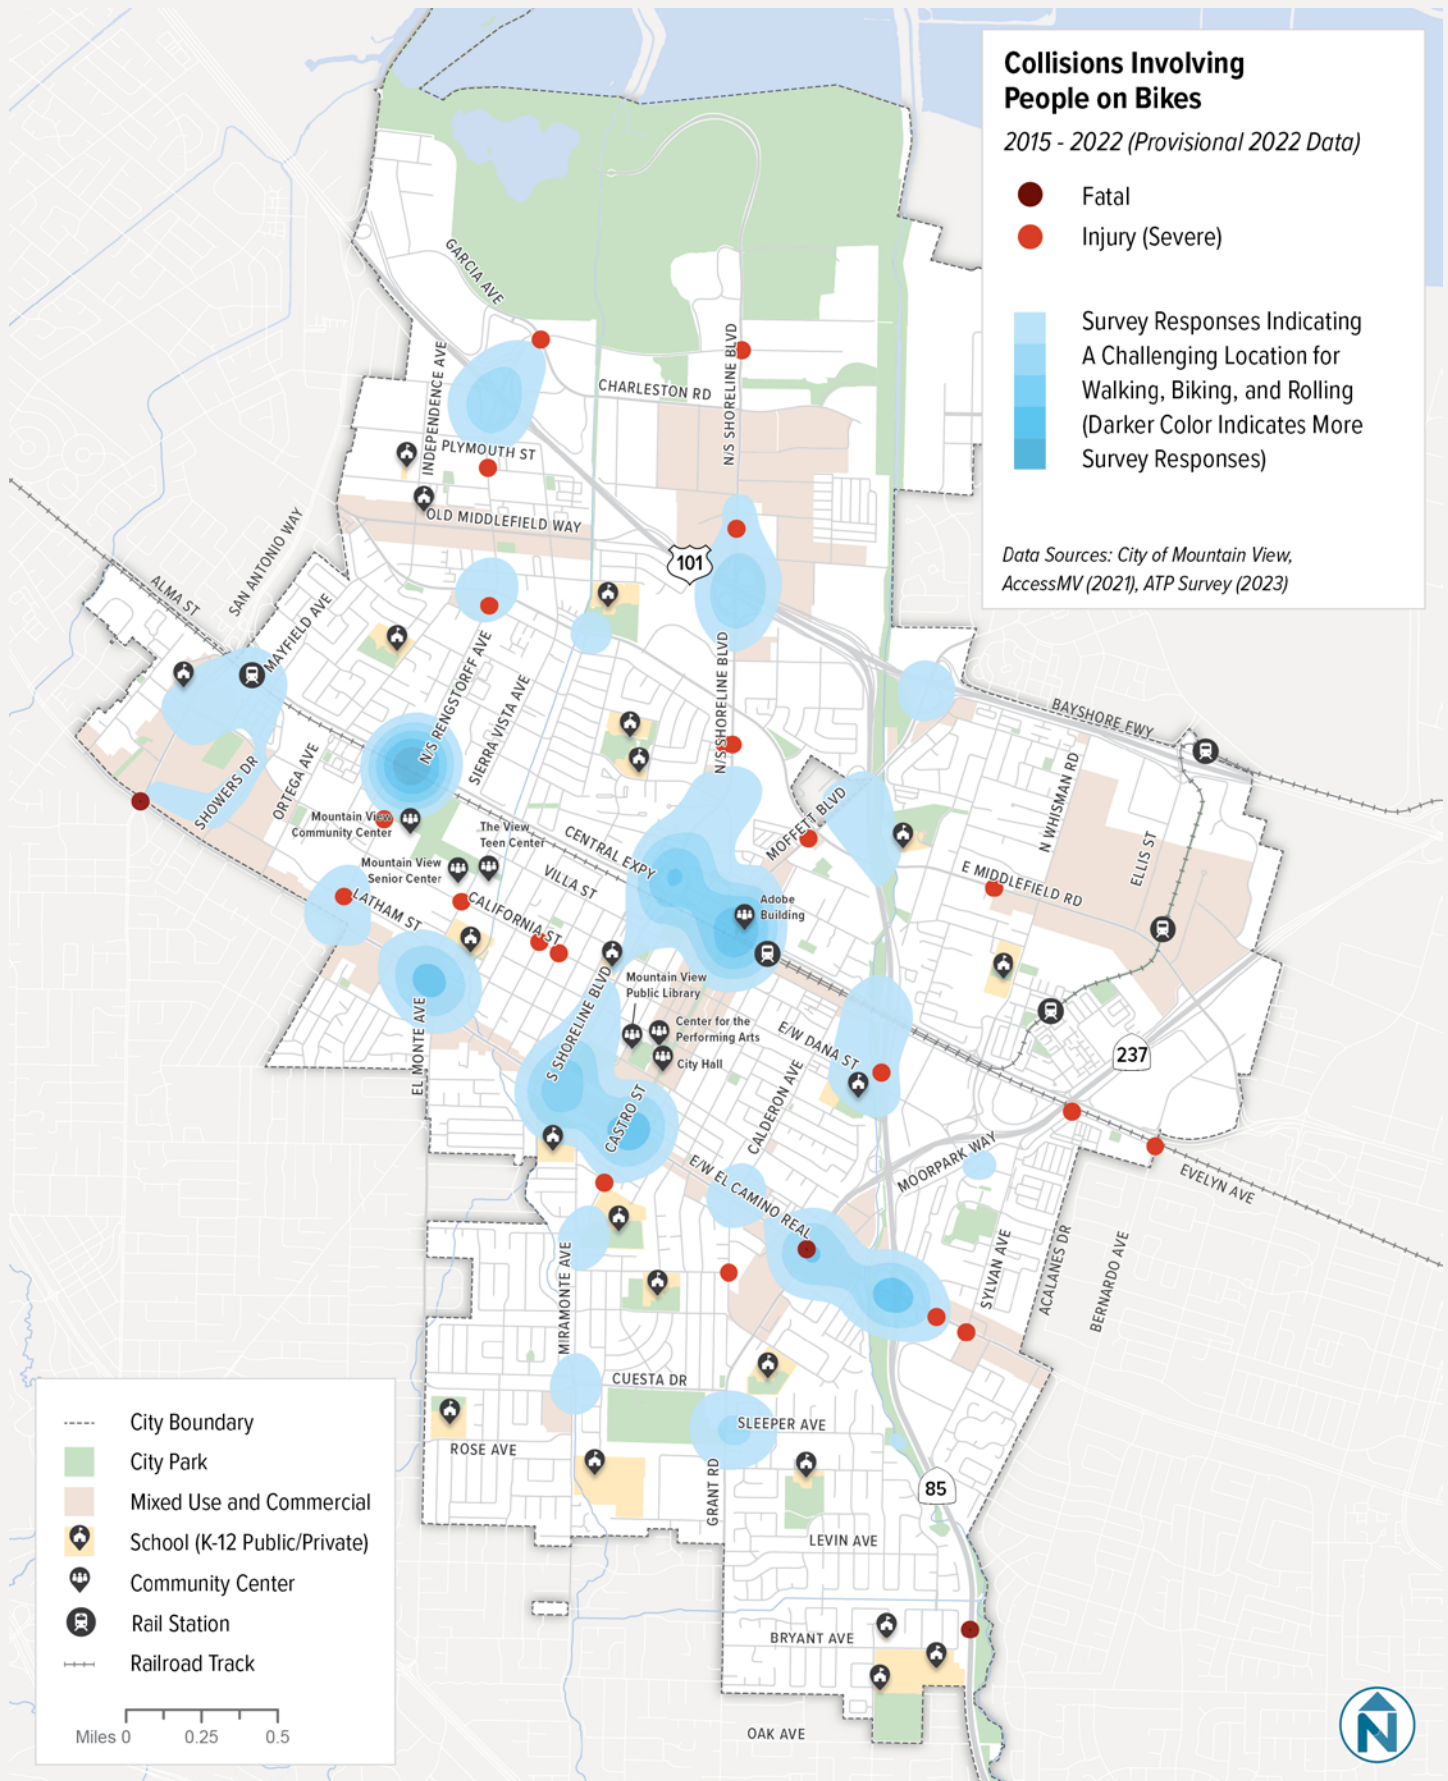 Collisions Involving
People on Bikes
2015 - 2022 (Provisional 2022 Data)
Fatal
Injury (Severe)
Survey Responses Indicating
A Challenging Location for
Walking, Biking, and Rolling
(Darker Color Indicates More
Survey Responses)
Data Sources: City of Mountain View,
AccessMV (2021), ATP Survey (2023)
GARCIA AVE
INDEPENDENCE AVE
N/S SHORELINE BLVD
CHARLESTON RD
PLYMOUTH ST
OLD MIDDLEFIELD WAY
101
SAN ANTONIO WAY
ALMA ST
MAYFIELD AVE
N/S RENGSTORFF AVE
SIERRA VISTA AVE
N/S SHORELINE BLVD
BAYSHORE FWY
N WHISMAN RD
ELLIS ST
SHOWERS DR
ORTEGA AVE
Mountain View
Community Center
The View
Teen Center
Mountain View
Senior Center
CENTRAL EXPY
VILLA ST
MOFFETT BLVD
E MIDDLEFIELD RD
LATHAM ST
CALIFORNIA ST
Adobe
Building
Mountain View
Public Library
Center for the
Performing Arts
City Hall
S SHORELINE BLVD
EL MONTE AVE
CASTRO ST
E/W DANA ST
CALDERON AVE
237
MOORPARK WAY
EVELYN AVE
E/W EL CAMINO REAL
SYLVAN AVE
ACALANES DR
BERNARDO AVE
MIRAMONTE AVE
CUESTA DR
SLEEPER AVE
ROSE AVE
GRANT RD
85
LEVIN AVE
BRYANT AVE
OAK AVE
City Boundary
City Park
Mixed Use and Commercial
School (K-12 Public/Private)
Community Center
Rail Station
Railroad Track
Miles 0 0.25 0.5
N